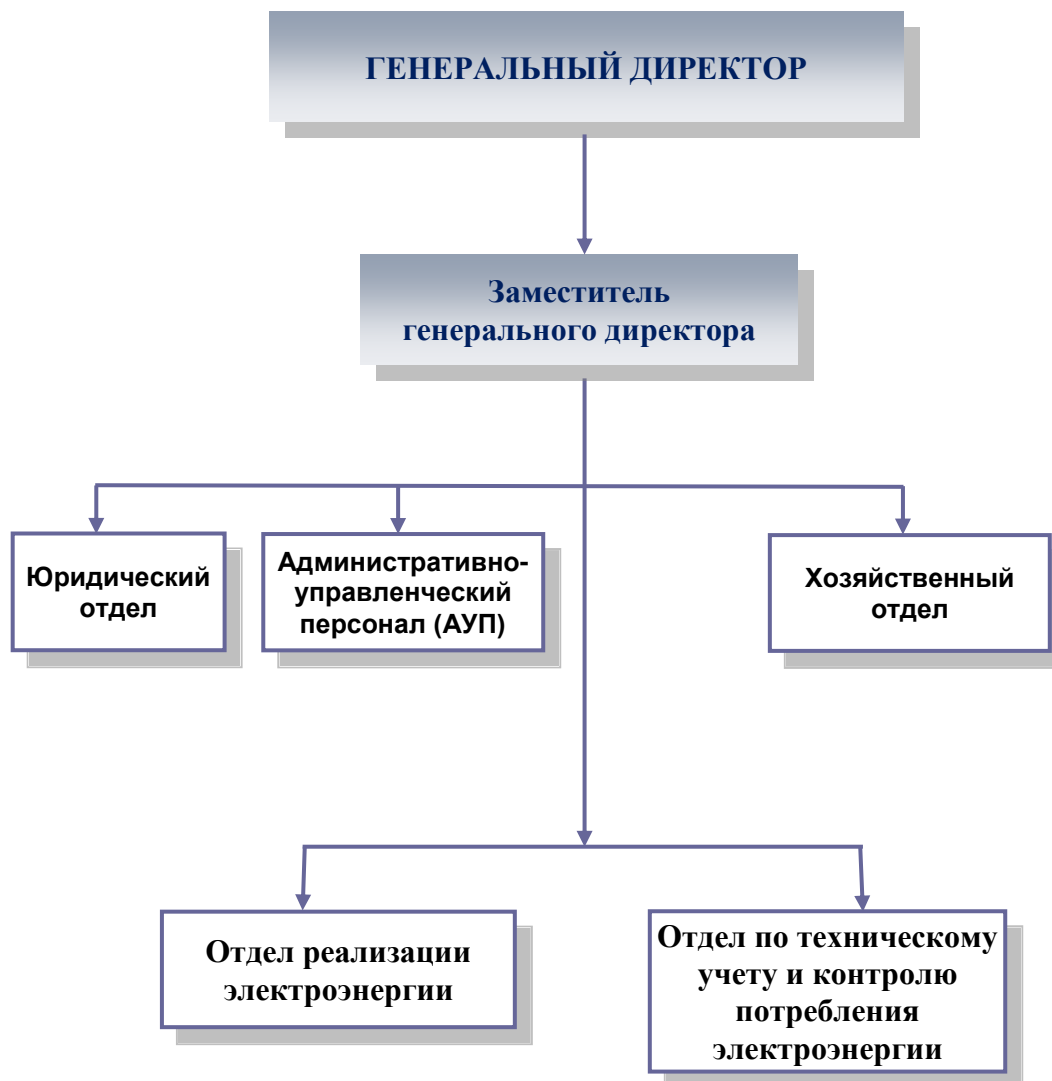 ГЕНЕРАЛЬНЫЙ ДИРЕКТОР
Заместитель
генерального директора
Юридический
отдел
Административно-
управленческий
персонал (АУП)
Хозяйственный
отдел
Отдел реализации
электроэнергии
Отдел по техническому
учету и контролю
потребления
электроэнергии